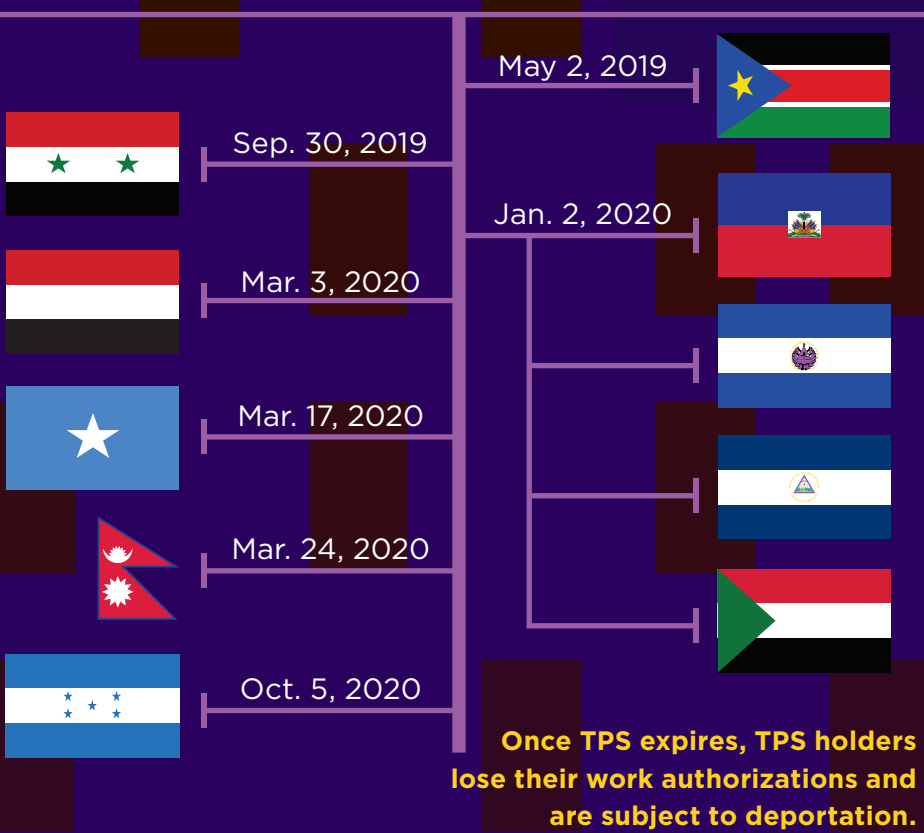 May 2, 2019
Sep. 30, 2019
Jan. 2, 2020
Mar. 3, 2020
Mar. 17, 2020
Mar. 24, 2020
Oct. 5, 2020
Once TPS expires, TPS holders
lose their work authorizations and
are subject to deportation.